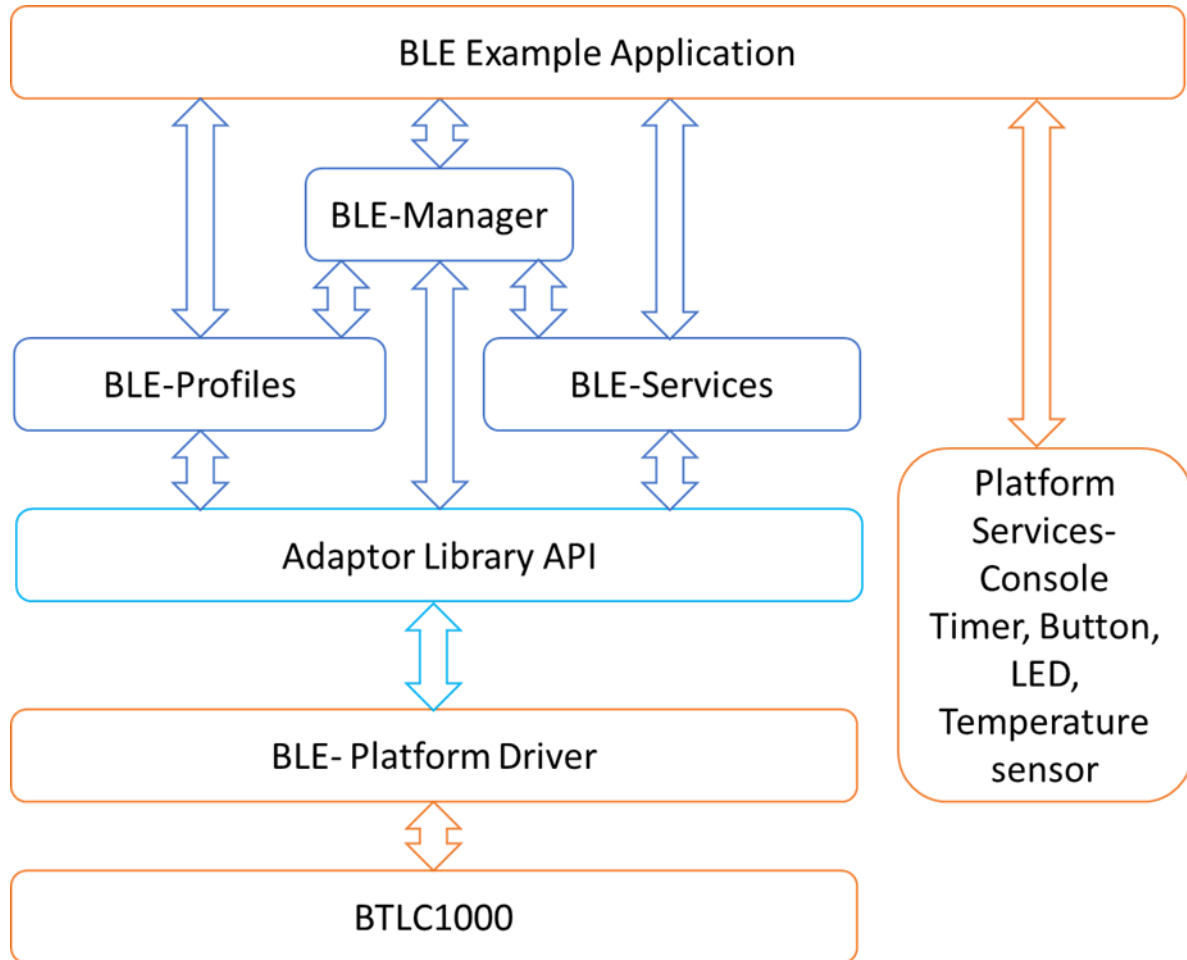 BLE Example Application
BLE-Manager
BLE-Profiles
BLE-Services
Adaptor Library API
Platform
Services-
Console
Timer, Button,
LED,
Temperature
sensor
BLE- Platform Driver
BTLC1000